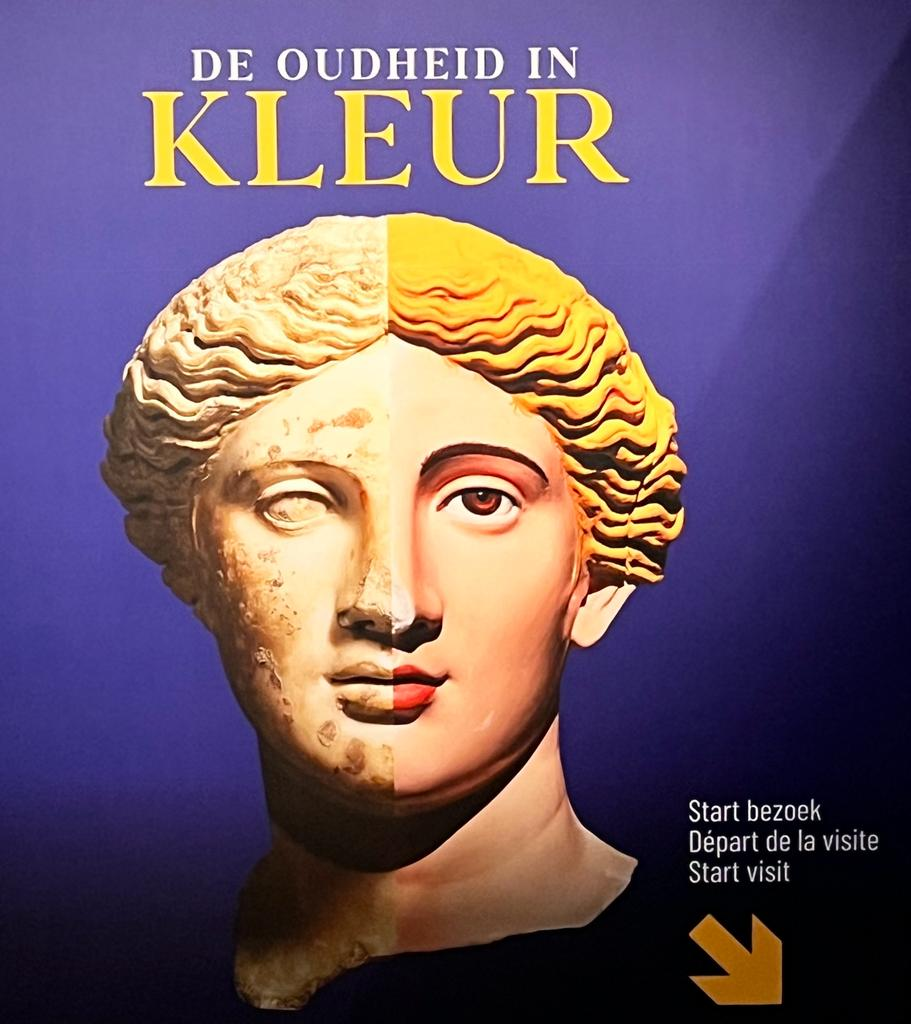 DE OUDHEID IN
KLEUR
Start bezoek
Départ de la visite
Start visit